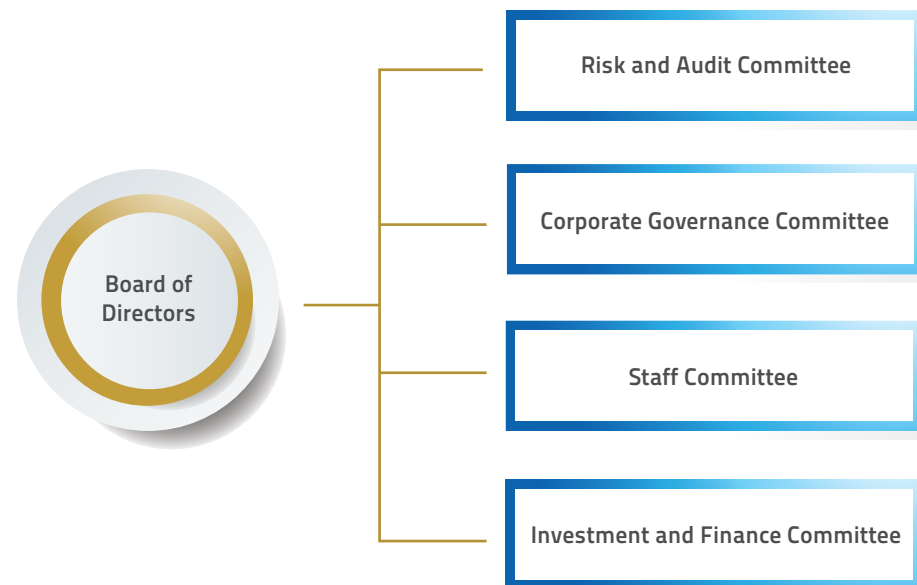 Board of
Directors
Risk and Audit Committee
Corporate Governance Committee
Staff Committee
Investment and Finance Committee